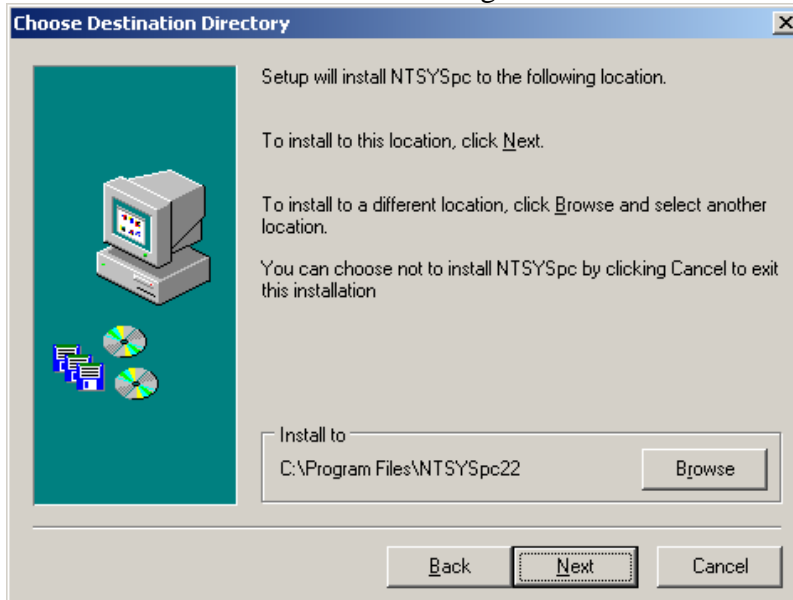 Choose Destination Directory
Setup will install NTSYSpc to the following location.
To install to this location, click Next.
To install to a different location, click Browse and select another
location.
You can choose not to install NTSYSpc by clicking Cancel to exit
this installation
Install to
C:\Program Files\NTSYSpc22
Browse
Back
Next
Cancel